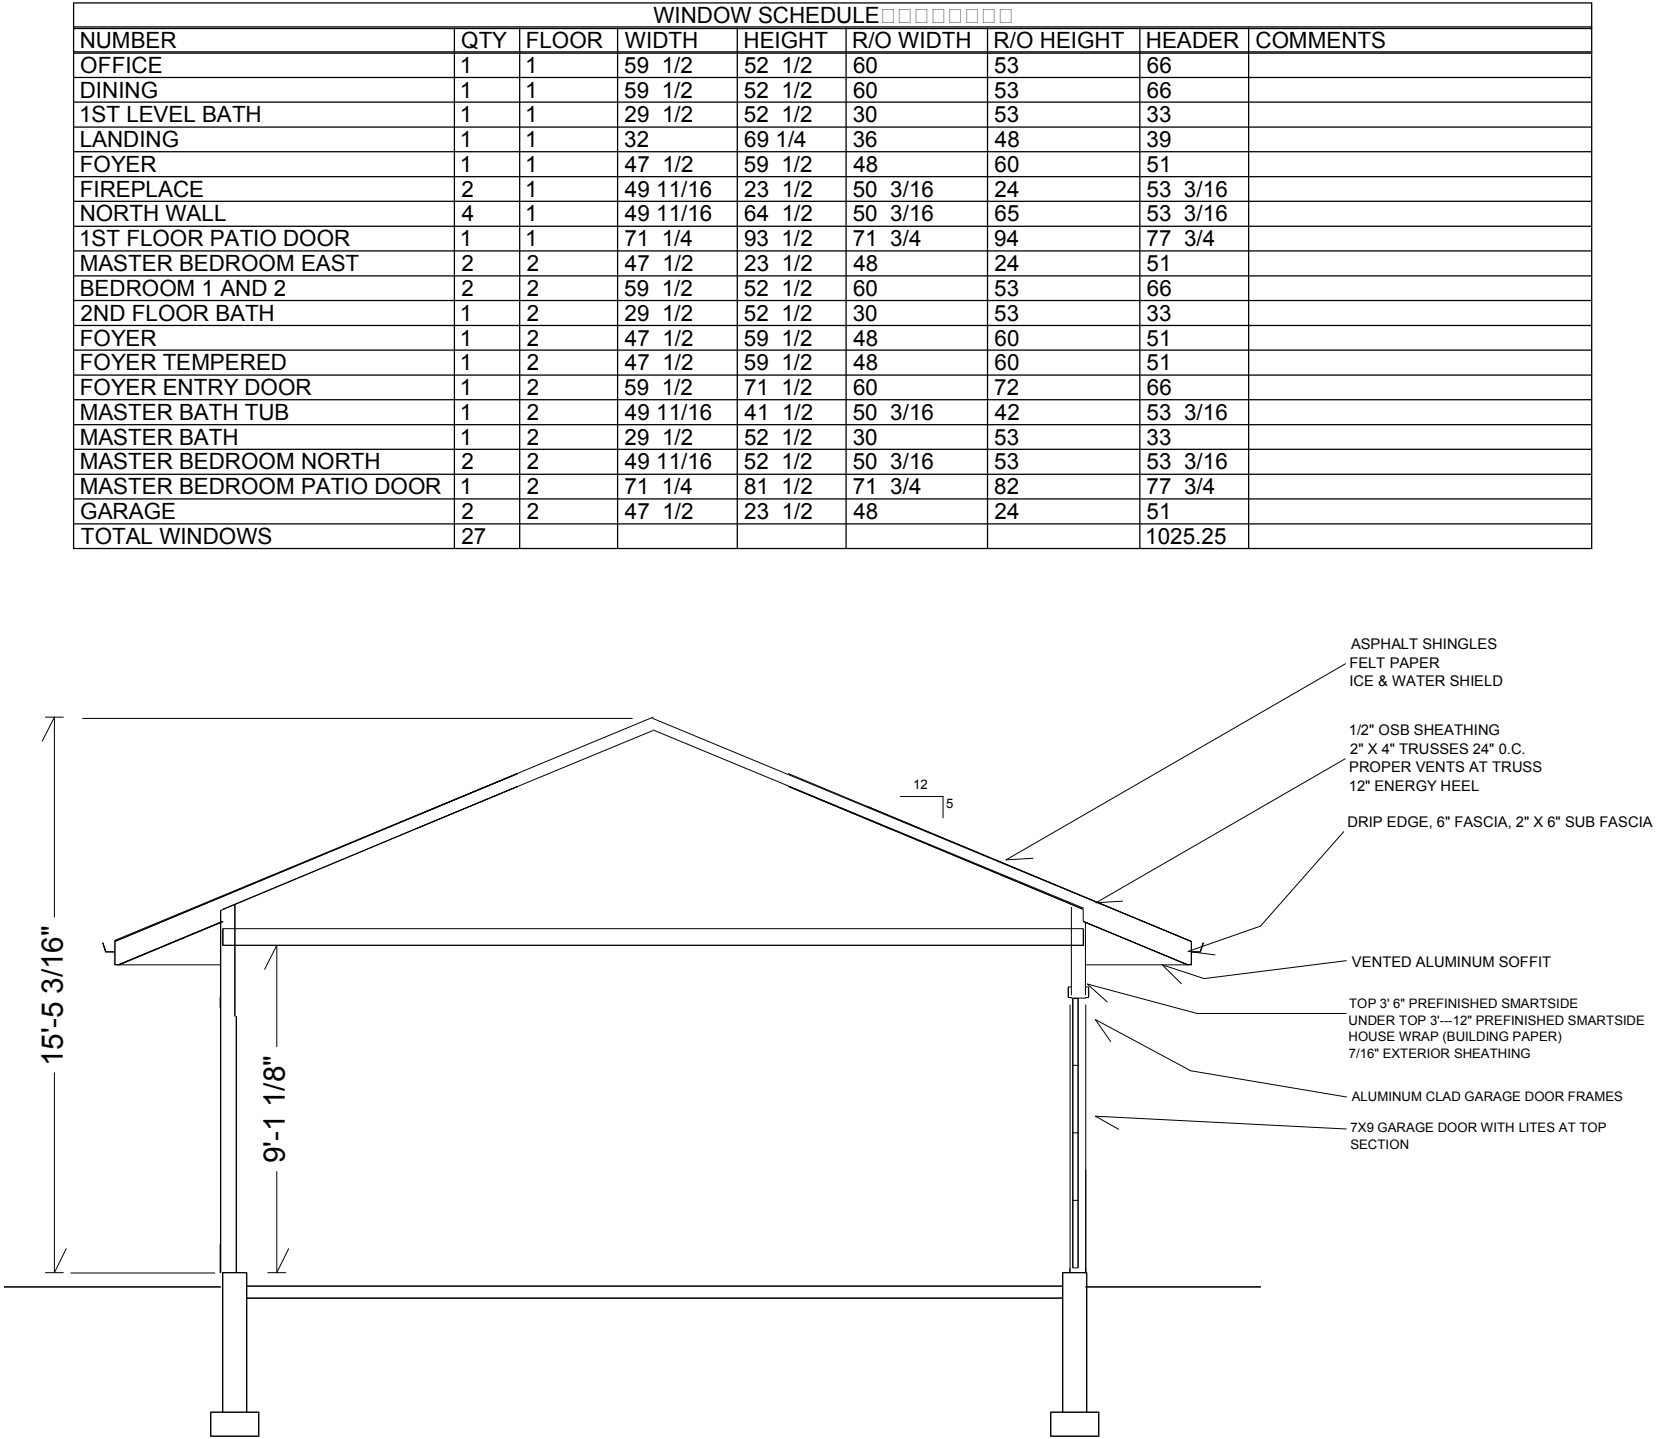 WINDOW SCHEDULE□□□□□□□□
NUMBER QTY FLOOR WIDTH HEIGHT R/O WIDTH R/O HEIGHT HEADER COMMENTS
OFFICE 1 1 59 1/2 52 1/2 60 53 66
DINING 1 1 59 1/2 52 1/2 60 53 66
1ST LEVEL BATH 1 1 29 1/2 52 1/2 30 53 33
LANDING 1 1 32 69 1/4 36 48 39
FOYER 1 1 47 1/2 59 1/2 48 60 51
FIREPLACE 2 1 49 11/16 23 1/2 50 3/16 24 53 3/16
NORTH WALL 4 1 49 11/16 64 1/2 50 3/16 65 53 3/16
1ST FLOOR PATIO DOOR 1 1 71 1/4 93 1/2 71 3/4 94 77 3/4
MASTER BEDROOM EAST 2 2 47 1/2 23 1/2 48 24 51
BEDROOM 1 AND 2 2 2 59 1/2 52 1/2 60 53 66
2ND FLOOR BATH 1 2 29 1/2 52 1/2 30 53 33
FOYER 1 2 47 1/2 59 1/2 48 60 51
FOYER TEMPERED 1 2 47 1/2 59 1/2 48 60 51
FOYER ENTRY DOOR 1 2 59 1/2 71 1/2 60 72 66
MASTER BATH TUB 1 2 49 11/16 41 1/2 50 3/16 42 53 3/16
MASTER BATH 1 2 29 1/2 52 1/2 30 53 33
MASTER BEDROOM NORTH 2 2 49 11/16 52 1/2 50 3/16 53 53 3/16
MASTER BEDROOM PATIO DOOR 1 2 71 1/4 81 1/2 71 3/4 82 77 3/4
GARAGE 2 2 47 1/2 23 1/2 48 24 51
TOTAL WINDOWS 27 1025.25
ASPHALT SHINGLES
FELT PAPER
ICE & WATER SHIELD
1/2" OSB SHEATHING
2" X 4" TRUSSES 24" 0.C.
PROPER VENTS AT TRUSS
12" ENERGY HEEL
12
5
DRIP EDGE, 6" FASCIA, 2" X 6" SUB FASCIA
15'-5 3/16"
9'-1 1/8"
VENTED ALUMINUM SOFFIT
TOP 3' 6" PREFINISHED SMARTSIDE
UNDER TOP 3'---12" PREFINISHED SMARTSIDE
HOUSE WRAP (BUILDING PAPER)
7/16" EXTERIOR SHEATHING
ALUMINUM CLAD GARAGE DOOR FRAMES
7X9 GARAGE DOOR WITH LITES AT TOP
SECTION